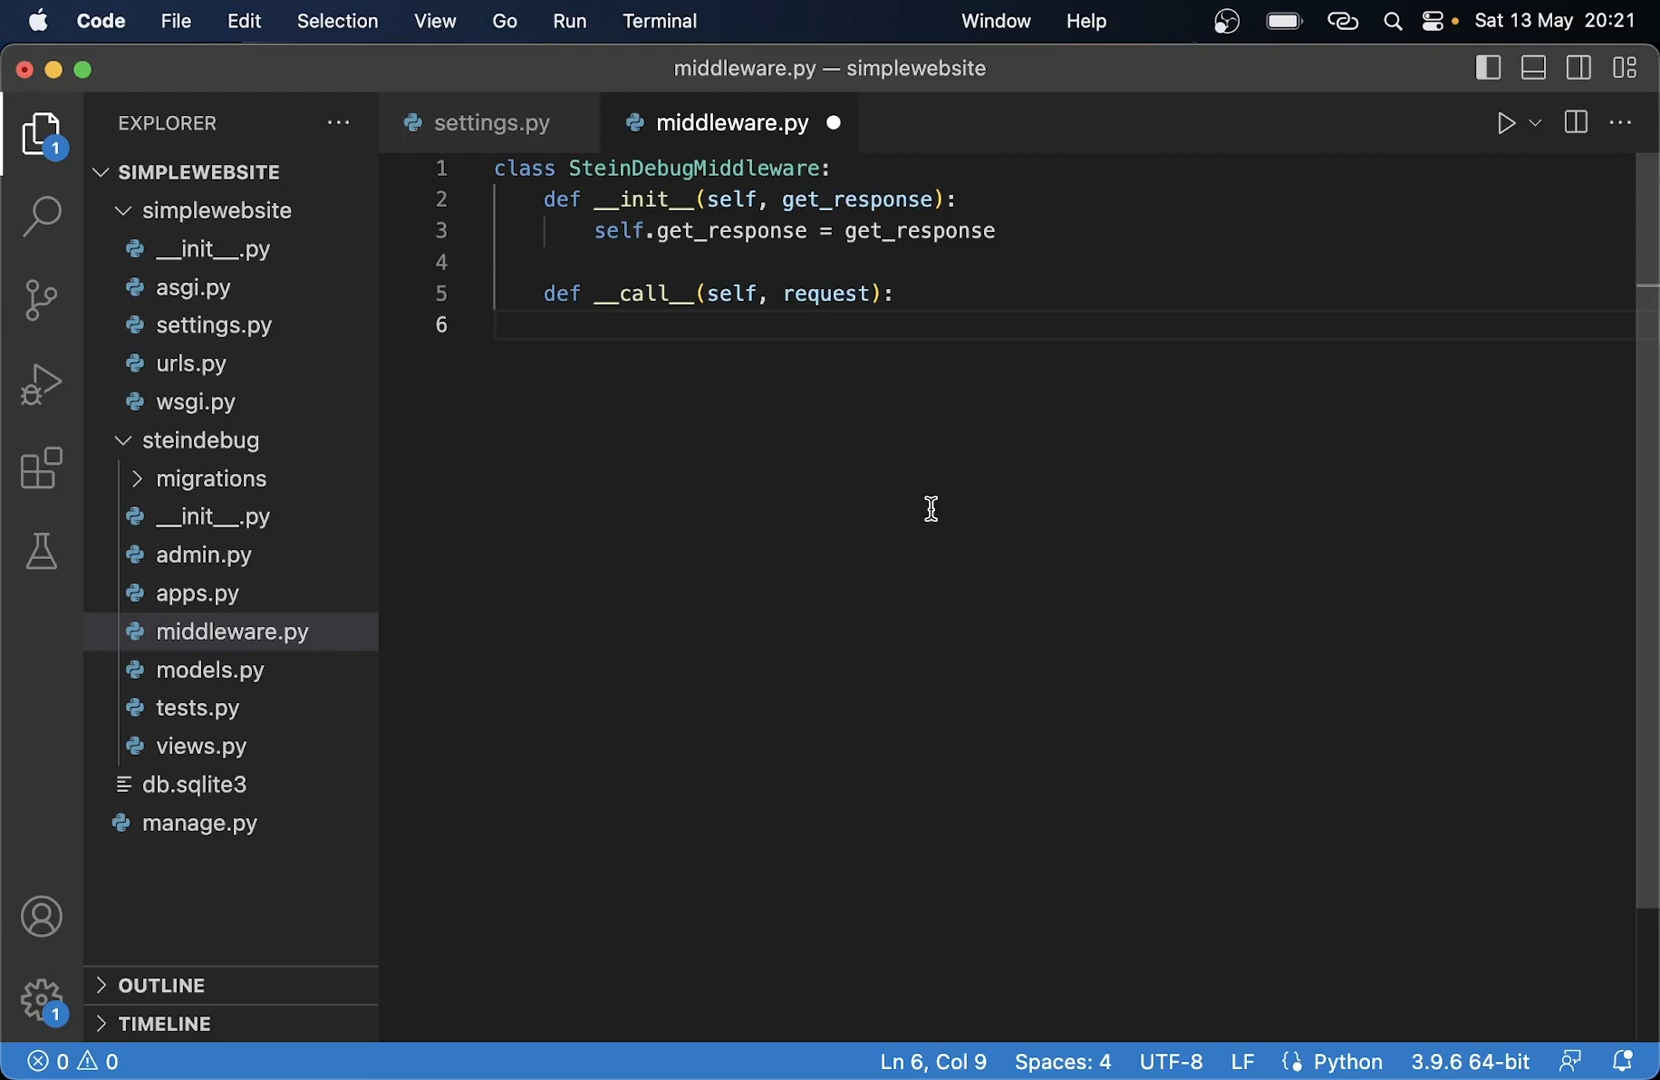 Code File Edit Selection View Go Run Terminal Window Help Sat 13 May 20:21
middleware.py — simplewebsite
EXPLORER
settings.py
middleware.py
1
SIMPLEWEBSITE
simplewebsite
__init__.py
asgi.py
settings.py
urls.py
wsgi.py
steindebug
migrations
__init__.py
admin.py
apps.py
middleware.py
models.py
tests.py
views.py
db.sqlite3
manage.py
OUTLINE
TIMELINE
1
1 class SteinDebugMiddleware:
2 def __init__(self, get_response):
3 self.get_response = get_response
4
5 def __call__(self, request):
6
0 0 Ln 6, Col 9 Spaces: 4 UTF-8 LF Python 3.9.6 64-bit